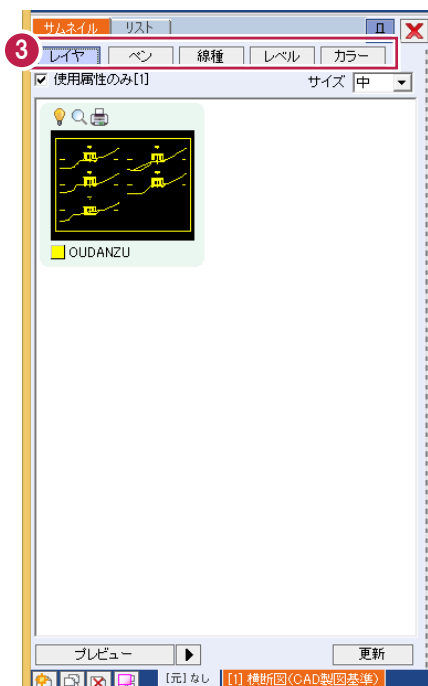 サムネイル リスト
3 レイヤ ペン 線種 レベル カラー
使用属性のみ[1] サイズ 中
OUDANZU
プレビュー 更新
[元]なし [1] 横断図(CAD製図基準)